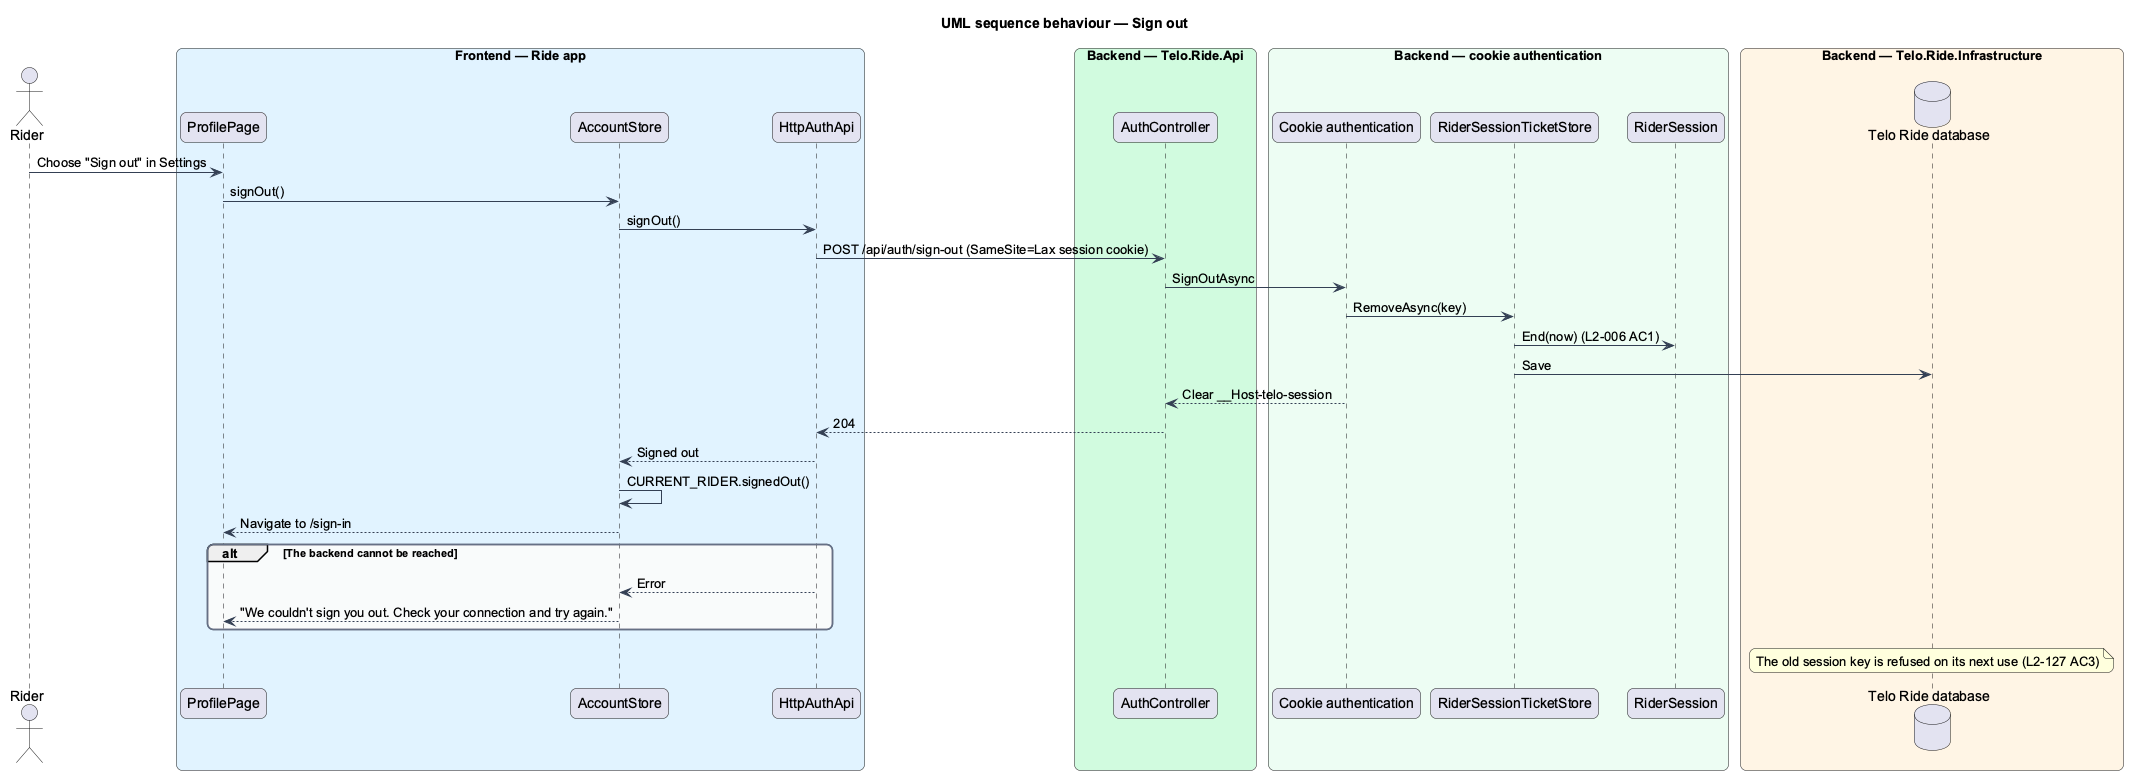 UML sequence behaviour — Sign out
Frontend — Ride app
Backend — Telo.Ride.Api
Backend — cookie authentication
Backend — Telo.Ride.Infrastructure
Rider
ProfilePage
AccountStore
HttpAuthApi
AuthController
Cookie authentication
RiderSessionTicketStore
RiderSession
Telo Ride database
Choose "Sign out" in Settings
signOut()
signOut()
POST /api/auth/sign-out (SameSite=Lax session cookie)
SignOutAsync
RemoveAsync(key)
End(now) (L2-006 AC1)
Save
Clear __Host-telo-session
204
Signed out
CURRENT_RIDER.signedOut()
Navigate to /sign-in
alt [The backend cannot be reached]
Error
"We couldn't sign you out. Check your connection and try again."
The old session key is refused on its next use (L2-127 AC3)
Rider
ProfilePage
AccountStore
HttpAuthApi
AuthController
Cookie authentication
RiderSessionTicketStore
RiderSession
Telo Ride database